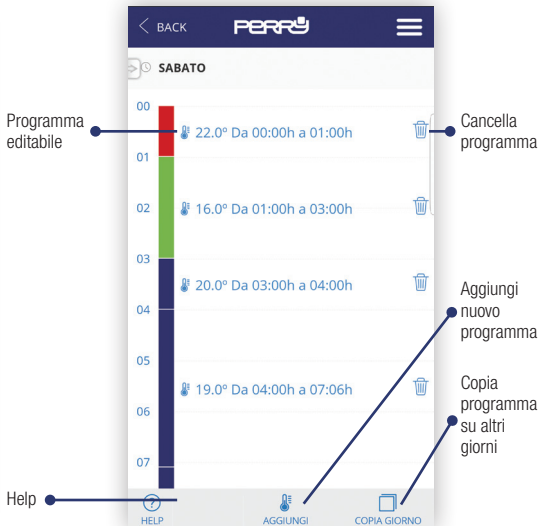 BACK
PERRY
SABATO
00
Programma
editabile
22.0º Da 00:00h a 01:00h
Cancella
programma
01
02
16.0º Da 01:00h a 03:00h
03
20.0º Da 03:00h a 04:00h
Aggiungi
nuovo
programma
04
05
19.0º Da 04:00h a 07:06h
Copia
programma
su altri
giorni
06
07
Help
?
HELP
AGGIUNGI
COPIA GIORNO